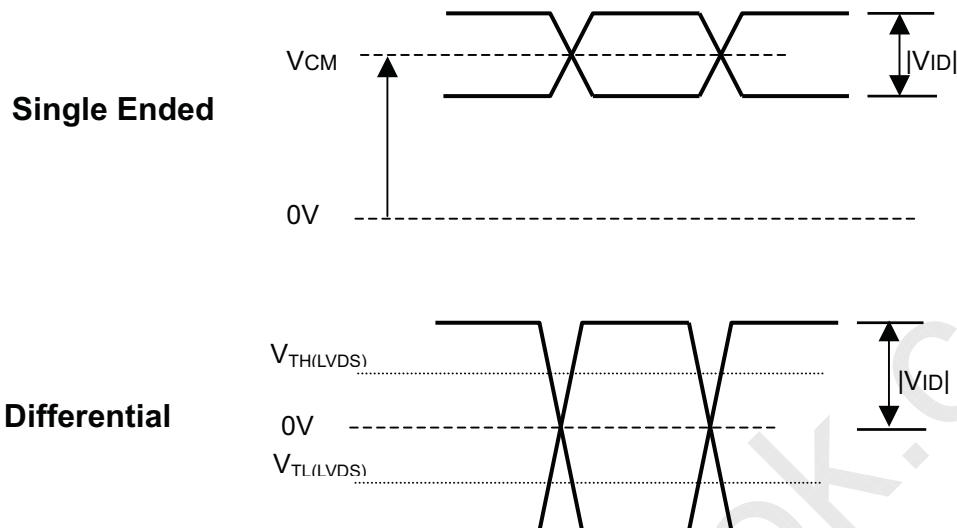 VCM
|VID|
Single Ended
0V
VTH(LVDS)
|VID|
Differential
0V
VTL(LVDS)